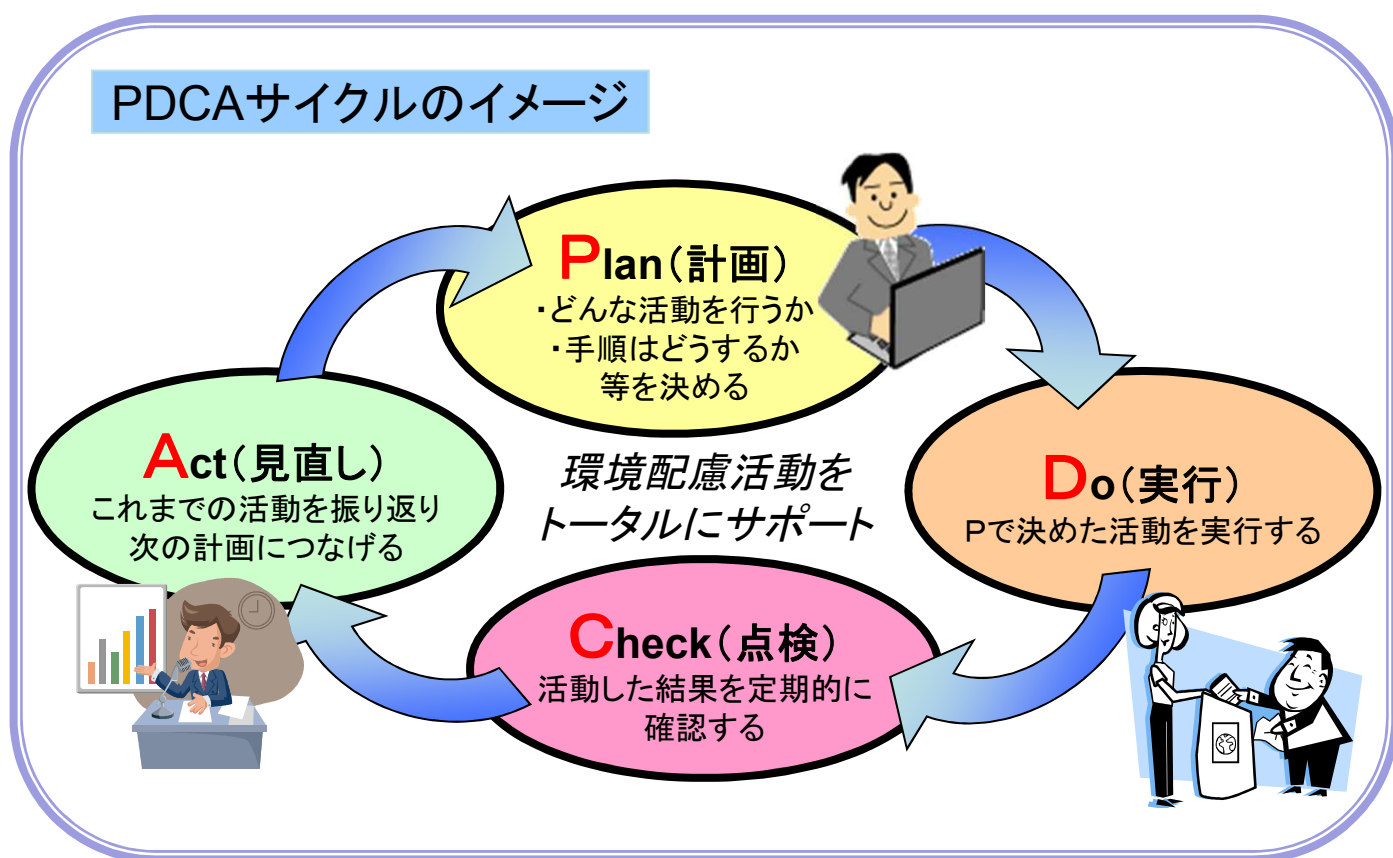 PDCAサイクルのイメージ
Plan(計画)
・どんな活動を行うか
・手順はどうするか
等を決める
Act(見直し)
これまでの活動を振り返り
次の計画につなげる
環境配慮活動を
トータルにサポート
Do(実行)
Pで決めた活動を実行する
Check(点検)
活動した結果を定期的に
確認する